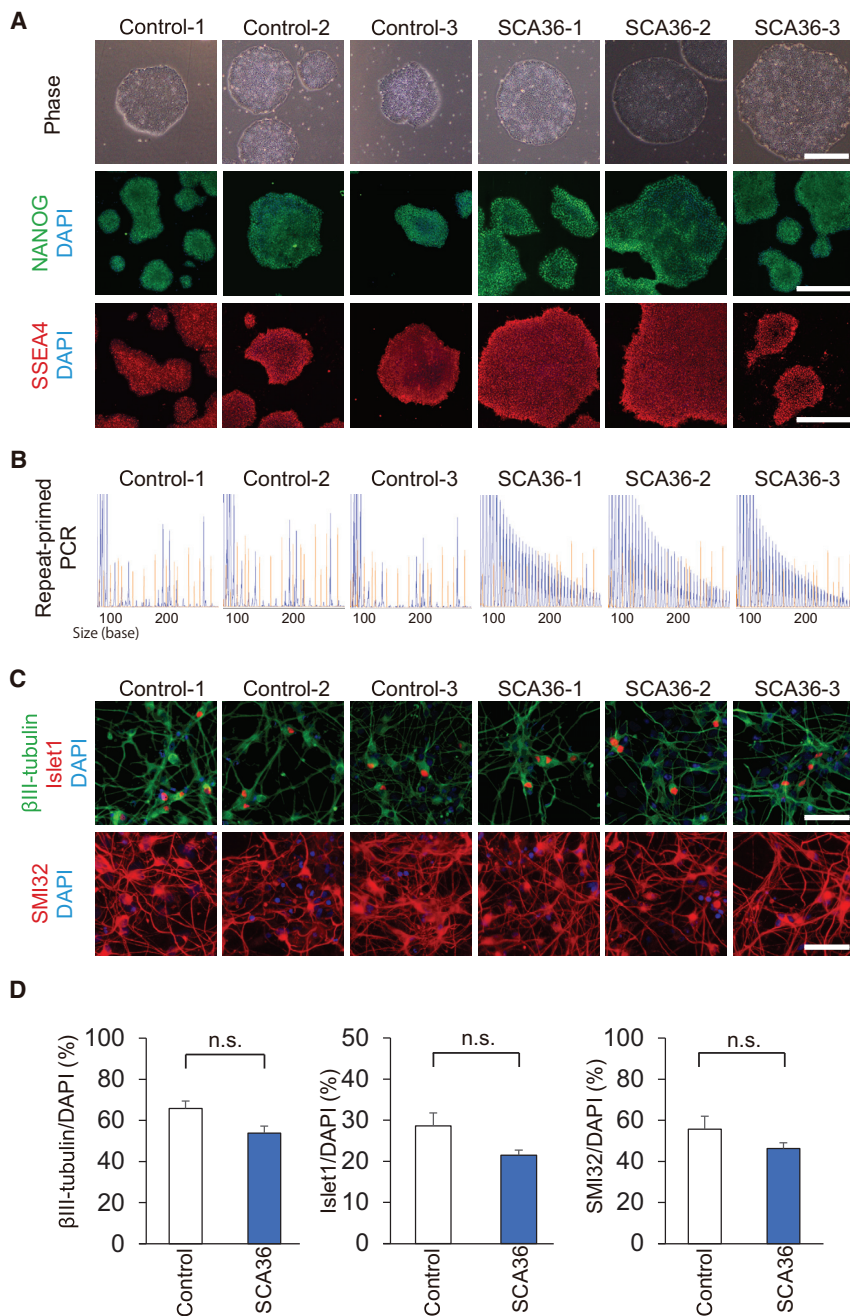 A
Control-1 Control-2 Control-3 SCA36-1 SCA36-2 SCA36-3
Phase
NANOG
DAPI
SSEA4
DAPI
B
Control-1 Control-2 Control-3 SCA36-1 SCA36-2 SCA36-3
Repeat-primed
PCR
100 200 100 200 100 200 100 200 100 200 100 200
Size (base)
C
Control-1 Control-2 Control-3 SCA36-1 SCA36-2 SCA36-3
βIII-tubulin
Islet1
DAPI
SMI32
DAPI
D
βIII-tubulin/DAPI (%)
100
80
60
40
20
0
n.s.
Control
SCA36
Islet1/DAPI (%)
50
40
30
20
10
0
n.s.
Control
SCA36
SMI32/DAPI (%)
100
80
60
40
20
0
n.s.
Control
SCA36